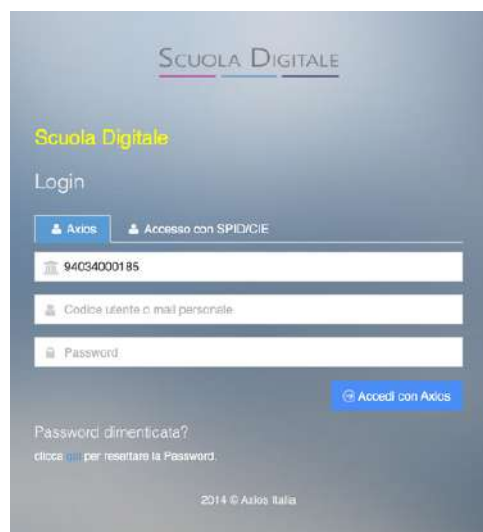 SCUOLA DIGITALE
Scuola Digitale
Login
Axios Accesso con SPID/CIE
94034000185
Codice utente o mail personale
Password
Accedi con Axios
Password dimenticata?
clicca qui per resettare la Password.
2014 © Axios Italia